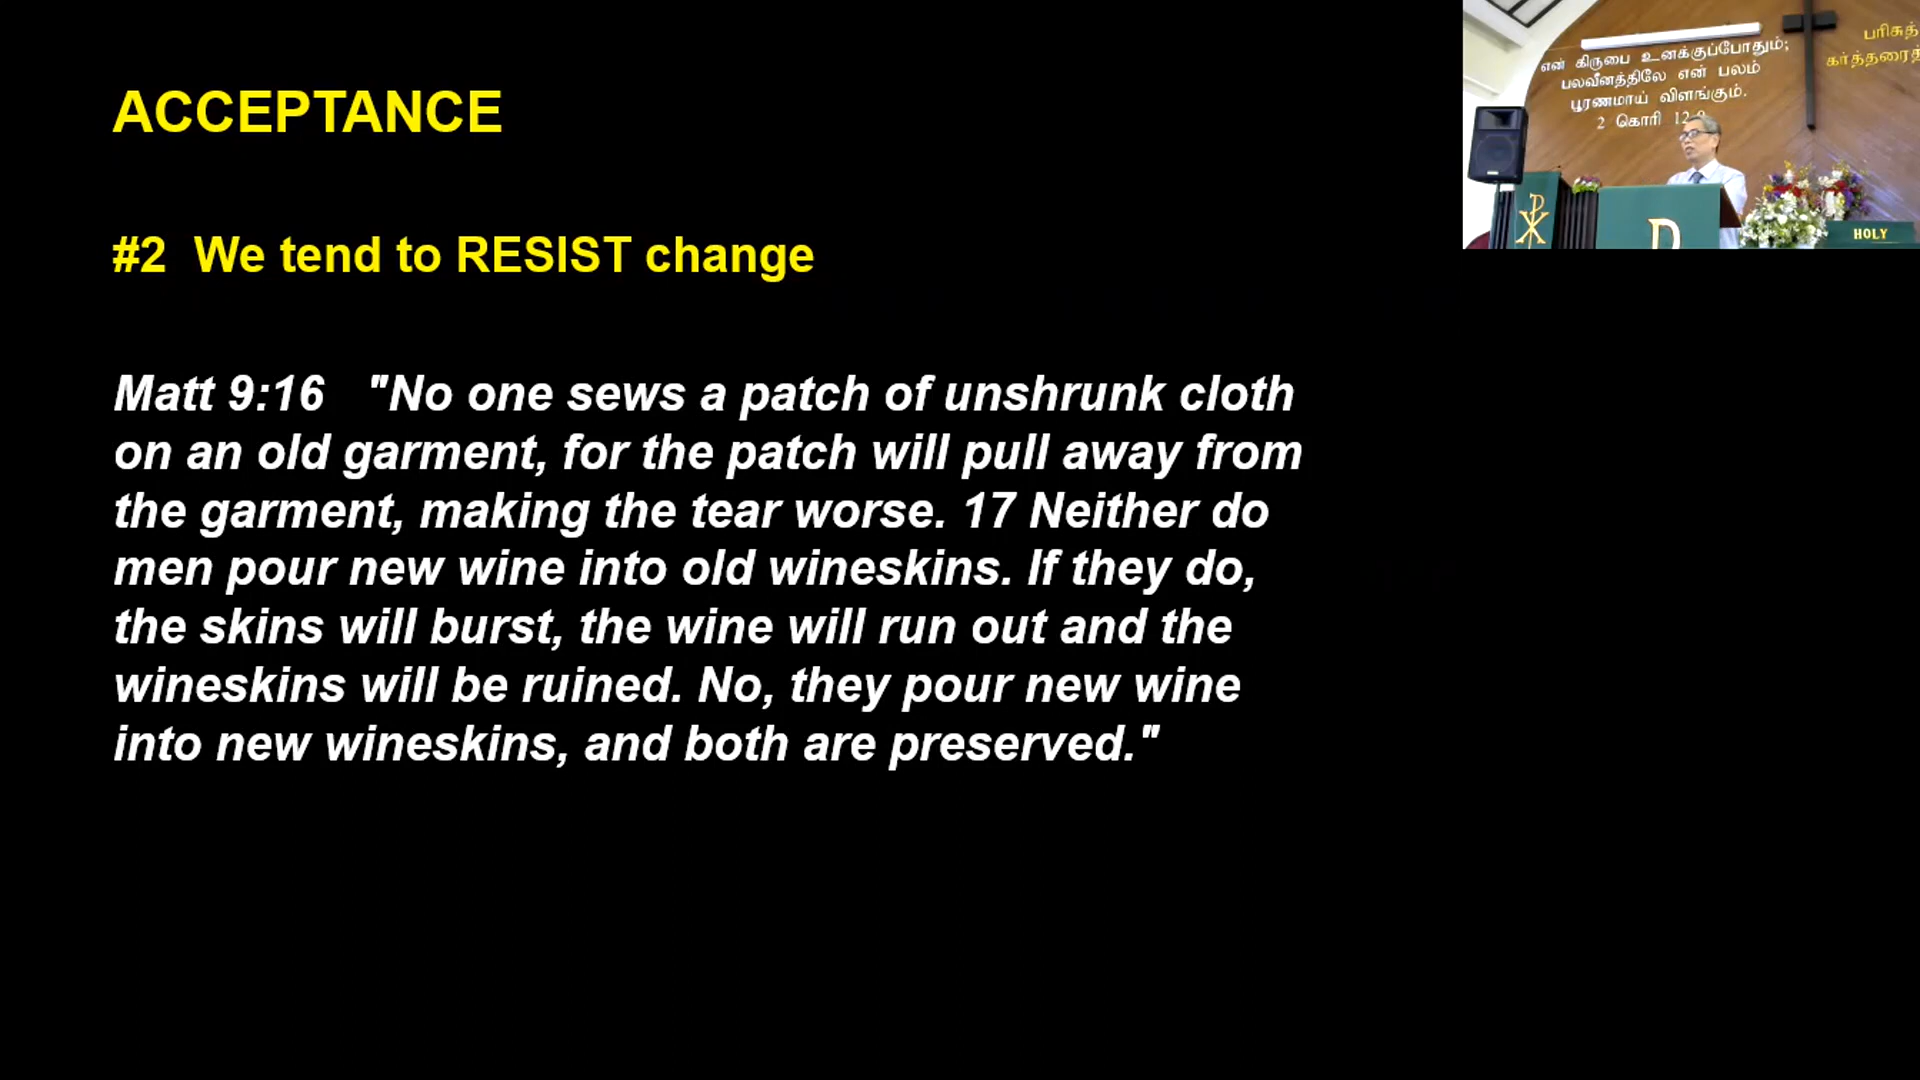 ACCEPTANCE
#2 We tend to RESIST change
Matt 9:16 "No one sews a patch of unshrunk cloth
on an old garment, for the patch will pull away from
the garment, making the tear worse. 17 Neither do
men pour new wine into old wineskins. If they do,
the skins will burst, the wine will run out and the
wineskins will be ruined. No, they pour new wine
into new wineskins, and both are preserved."
என் கிருபை உனக்குப்போதும்;
பலவீனத்திலே என் பலம்
பூரணமாய் விளங்கும்.
2 கொரி 12:9
HOLY